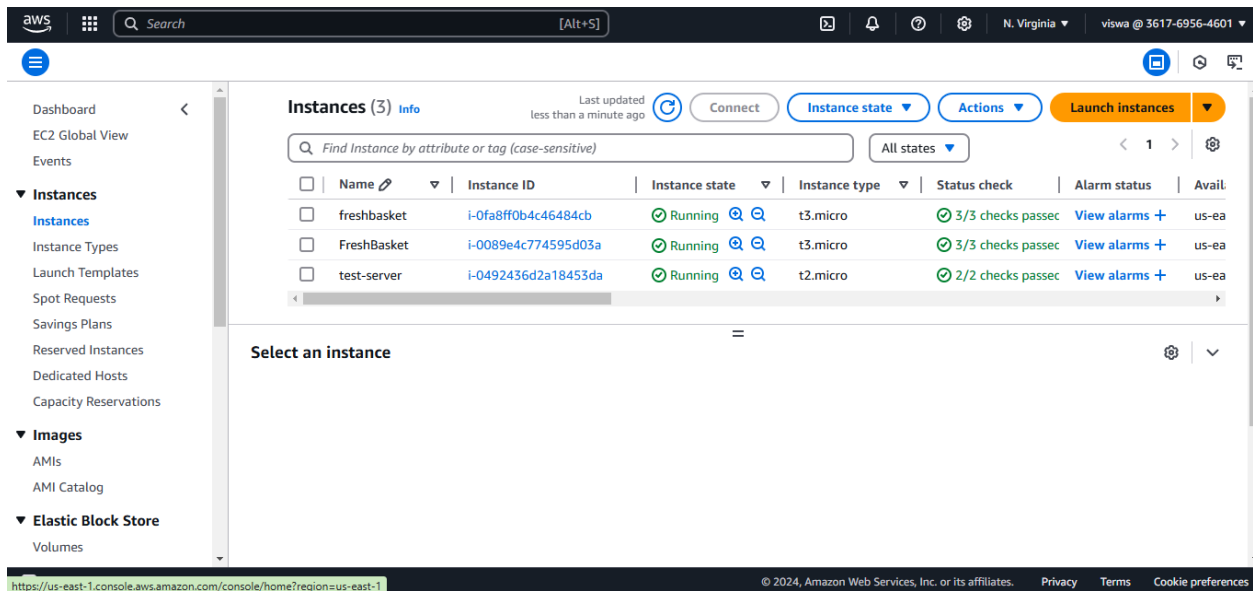 aws Search [Alt+S] N. Virginia ▼ viswa @ 3617-6956-4601 ▼
Dashboard
EC2 Global View
Events
▼ Instances
Instances
Instance Types
Launch Templates
Spot Requests
Savings Plans
Reserved Instances
Dedicated Hosts
Capacity Reservations
▼ Images
AMIs
AMI Catalog
▼ Elastic Block Store
Volumes
Instances (3) Info
Last updated
less than a minute ago
Connect Instance state ▼ Actions ▼ Launch instances ▼
Find Instance by attribute or tag (case-sensitive) All states ▼ < 1 >
Name Instance ID Instance state Instance type Status check Alarm status Avail
freshbasket i-0fa8ff0b4c46484cb Running t3.micro 3/3 checks passec View alarms + us-ea
FreshBasket i-0089e4c774595d03a Running t3.micro 3/3 checks passec View alarms + us-ea
test-server i-0492436d2a18453da Running t2.micro 2/2 checks passec View alarms + us-ea
Select an instance
https://us-east-1.console.aws.amazon.com/console/home?region=us-east-1
© 2024, Amazon Web Services, Inc. or its affiliates. Privacy Terms Cookie preferences